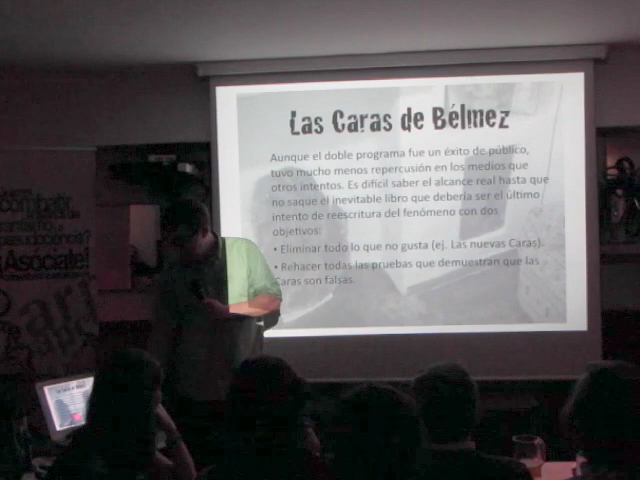 Las Caras de Bélmez
Aunque el doble programa fue un éxito de público,
tuvo mucho menos repercusión en los medios que
otros intentos. Es difícil saber el alcance real hasta que
no saque el inevitable libro que debería ser el último
intento de reescritura del fenómeno con dos
objetivos:
• Eliminar todo lo que no gusta (ej. Las nuevas Caras).
• Rehacer todas las pruebas que demuestran que las
caras son falsas.
combatir
¡Asóciate!